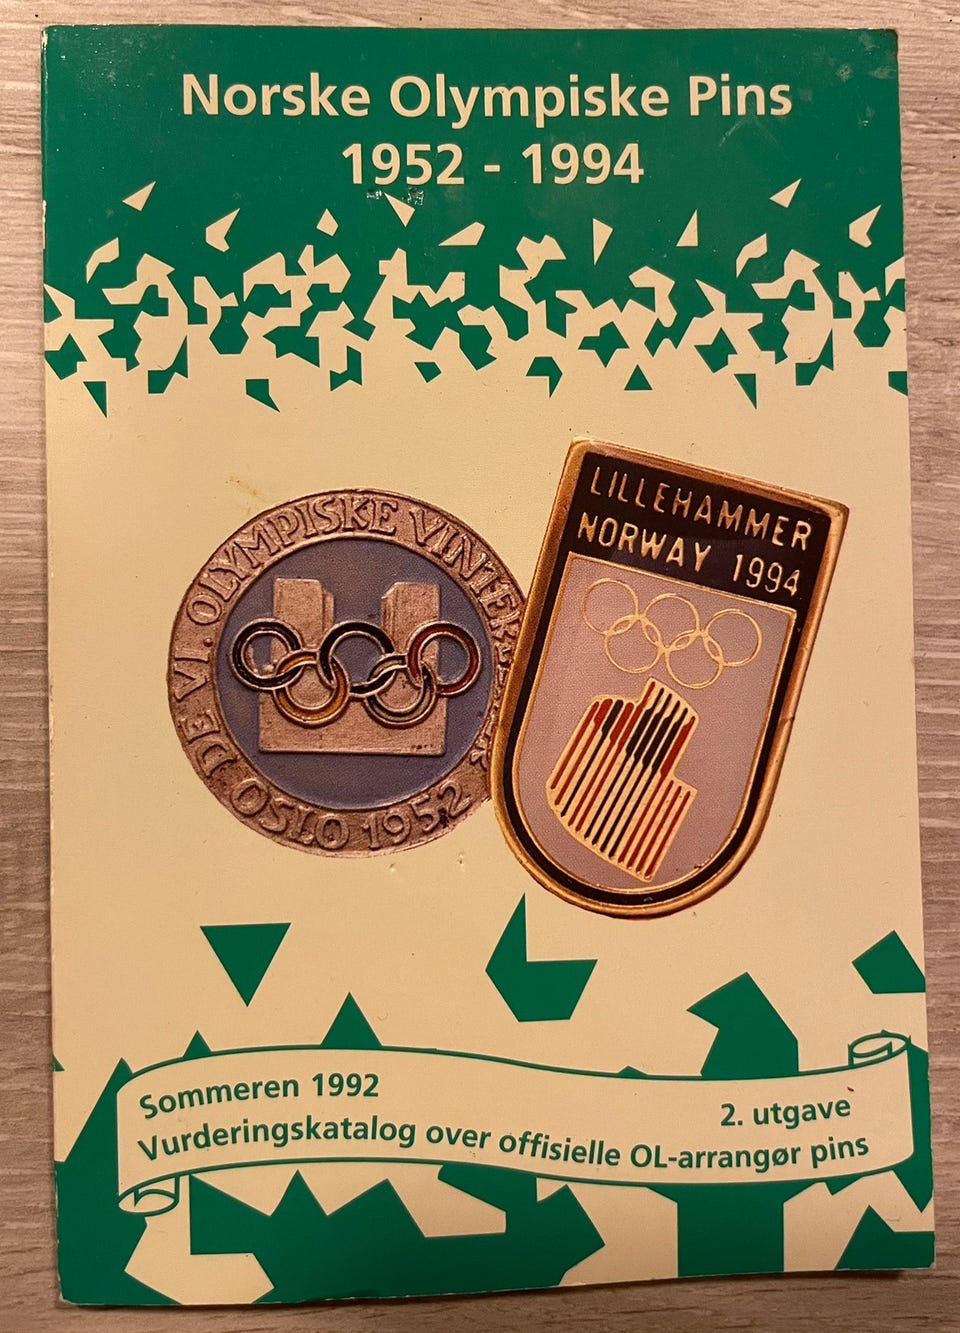 Norske Olympiske Pins
1952 - 1994
DE VI. OLYMPISKE VINTERLEKER
OSLO 1952
LILLEHAMMER
NORWAY 1994
Sommeren 1992
2. utgave
Vurderingskatalog over offisielle OL-arrangør pins